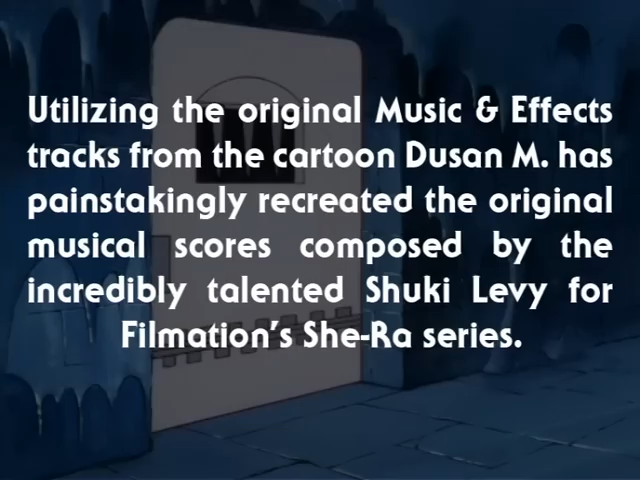 Utilizing the original Music & Effects
tracks from the cartoon Dusan M. has
painstakingly recreated the original
musical scores composed by the
incredibly talented Shuki Levy for
Filmation's She-Ra series.